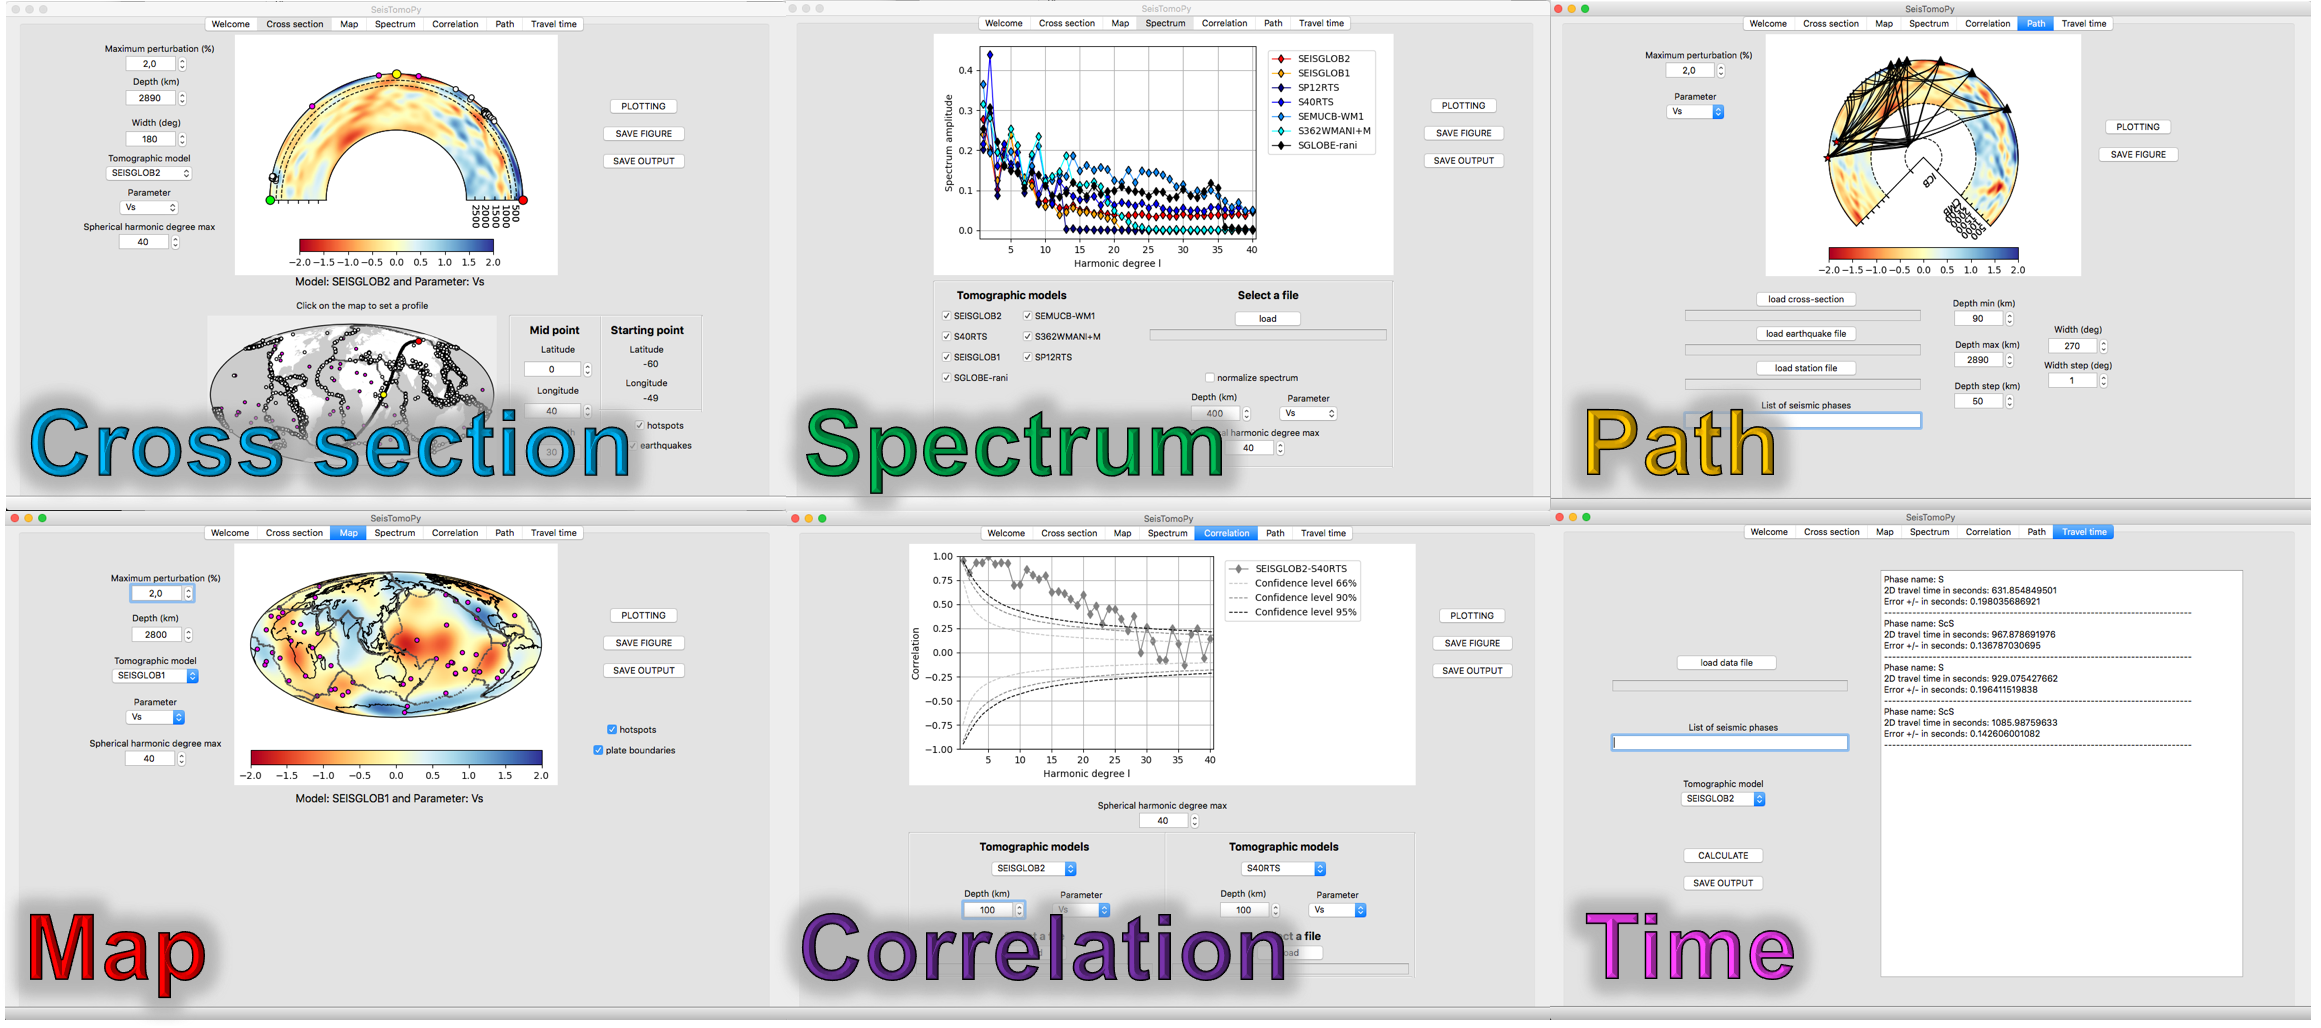 SeisTomoPy
Welcome Cross section Map Spectrum Correlation Path Travel time
Maximum perturbation (%)
2,0
Depth (km)
2890
Width (deg)
180
Tomographic model
SEISGLOB2
Parameter
Vs
Spherical harmonic degree max
40
500
1000
1500
2000
2500
−2.0 −1.5 −1.0 −0.5 0.0 0.5 1.0 1.5 2.0
Model: SEISGLOB2 and Parameter: Vs
PLOTTING
SAVE FIGURE
SAVE OUTPUT
Click on the map to set a profile
Mid point
Latitude
0
Longitude
40
30
Starting point
Latitude
-60
Longitude
-49
hotspots
earthquakes
Cross section
SeisTomoPy
Welcome Cross section Map Spectrum Correlation Path Travel time
Spectrum amplitude
0.4
0.3
0.2
0.1
0.0
5 10 15 20 25 30 35 40
Harmonic degree l
SEISGLOB2
SEISGLOB1
SP12RTS
S40RTS
SEMUCB-WM1
S362WMANI+M
SGLOBE-rani
PLOTTING
SAVE FIGURE
SAVE OUTPUT
Tomographic models
SEISGLOB2 SEMUCB-WM1
S40RTS S362WMANI+M
SEISGLOB1 SP12RTS
SGLOBE-rani
Select a file
load
normalize spectrum
Depth (km) Parameter
400 Vs
harmonic degree max
40
Spectrum
SeisTomoPy
Welcome Cross section Map Spectrum Correlation Path Travel time
Maximum perturbation (%)
2,0
Parameter
Vs
ICB
−2.0 −1.5 −1.0 −0.5 0.0 0.5 1.0 1.5 2.0
PLOTTING
SAVE FIGURE
load cross-section
load earthquake file
load station file
List of seismic phases
Depth min (km)
90
Depth max (km)
2890
Depth step (km)
50
Width (deg)
270
Width step (deg)
1
Path
SeisTomoPy
Welcome Cross section Map Spectrum Correlation Path Travel time
Maximum perturbation (%)
2,0
Depth (km)
2800
Tomographic model
SEISGLOB1
Parameter
Vs
Spherical harmonic degree max
40
−2.0 −1.5 −1.0 −0.5 0.0 0.5 1.0 1.5 2.0
Model: SEISGLOB1 and Parameter: Vs
PLOTTING
SAVE FIGURE
SAVE OUTPUT
hotspots
plate boundaries
Map
SeisTomoPy
Welcome Cross section Map Spectrum Correlation Path Travel time
Correlation
1.00
0.75
0.50
0.25
0.00
−0.25
−0.50
−0.75
−1.00
5 10 15 20 25 30 35 40
Harmonic degree l
SEISGLOB2-S40RTS
Confidence level 66%
Confidence level 90%
Confidence level 95%
PLOTTING
SAVE FIGURE
SAVE OUTPUT
Spherical harmonic degree max
40
Tomographic models
SEISGLOB2
Depth (km) Parameter
100 Vs
Tomographic models
S40RTS
Depth (km) Parameter
100 Vs
a file
Correlation
SeisTomoPy
Welcome Cross section Map Spectrum Correlation Path Travel time
load data file
List of seismic phases
Tomographic model
SEISGLOB2
CALCULATE
SAVE OUTPUT
Phase name: S
2D travel time in seconds: 631.854849501
Error +/- in seconds: 0.198035686921
Phase name: ScS
2D travel time in seconds: 967.878691976
Error +/- in seconds: 0.136787030695
Phase name: S
2D travel time in seconds: 929.075427662
Error +/- in seconds: 0.196411519838
Phase name: ScS
2D travel time in seconds: 1085.98759633
Error +/- in seconds: 0.142606001082
Time